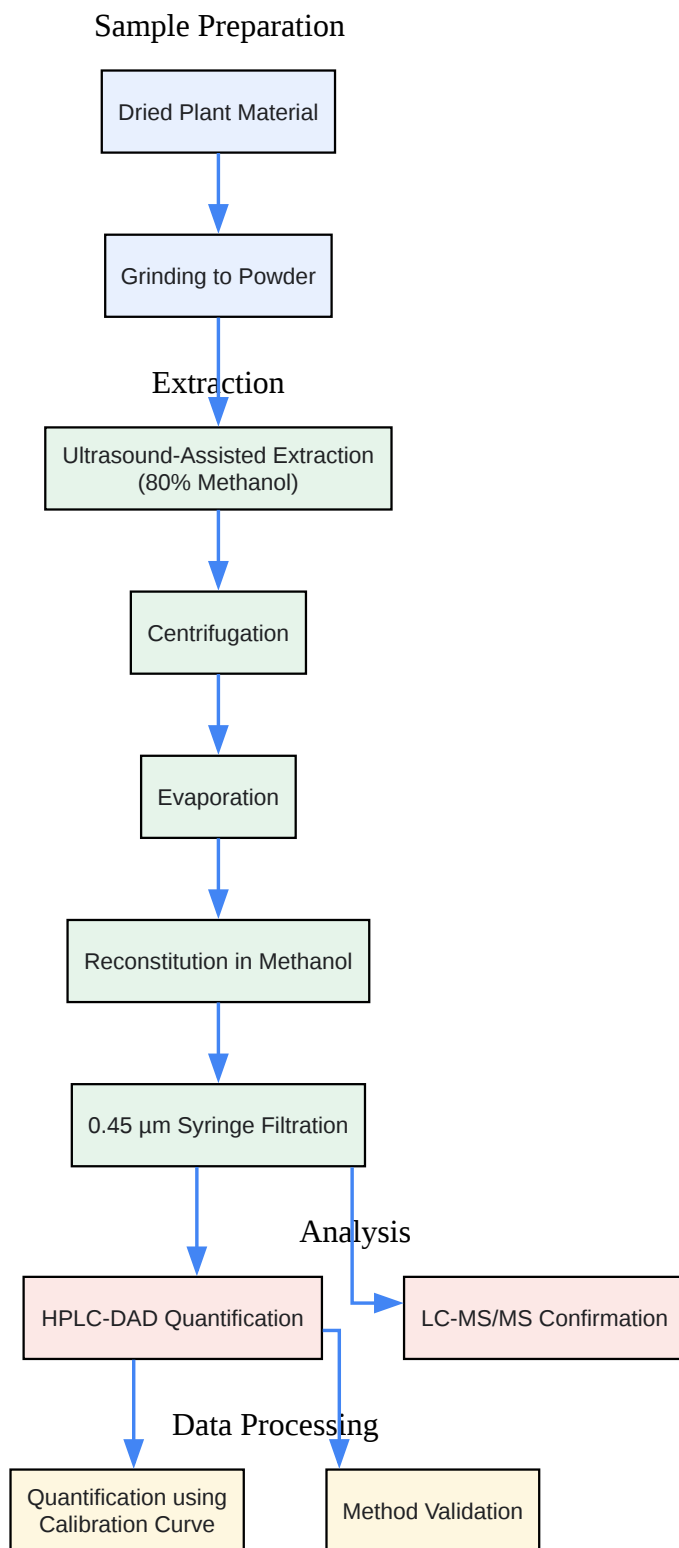 Sample Preparation
Dried Plant Material
Grinding to Powder
Extraction
Ultrasound-Assisted Extraction
(80% Methanol)
Centrifugation
Evaporation
Reconstitution in Methanol
0.45 µm Syringe Filtration
Analysis
HPLC-DAD Quantification
LC-MS/MS Confirmation
Data Processing
Quantification using
Calibration Curve
Method Validation